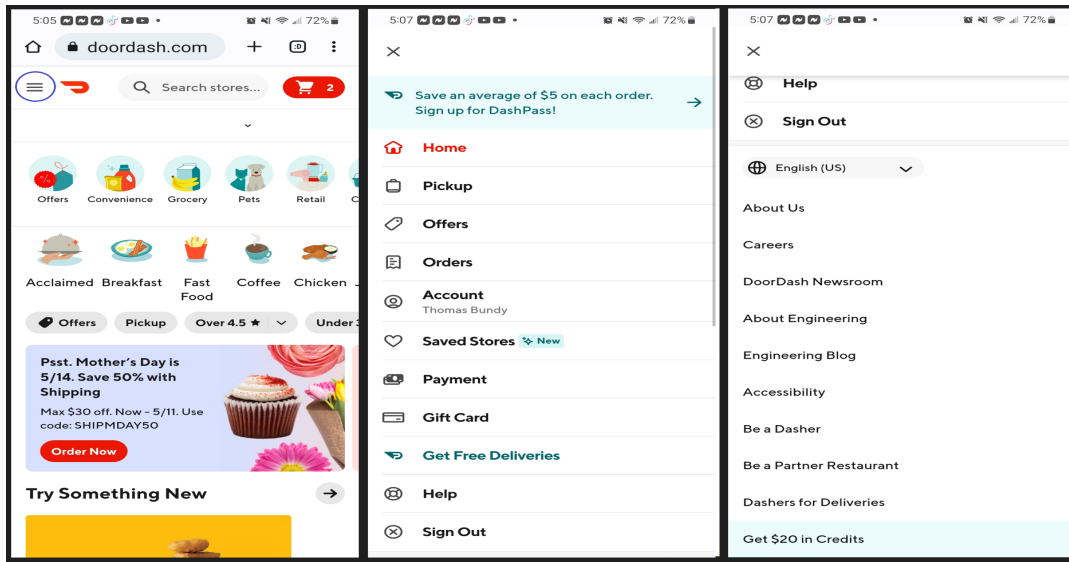 5:05 72%
doordash.com
Search stores... 2
Offers Convenience Grocery Pets Retail C
Acclaimed Breakfast Fast Food Coffee Chicken
Offers Pickup Over 4.5 ★ Under
Psst. Mother's Day is
5/14. Save 50% with
Shipping
Max $30 off. Now - 5/11. Use
code: SHIPMDAY50
Order Now
Try Something New
5:07 72%
Save an average of $5 on each order.
Sign up for DashPass!
Home
Pickup
Offers
Orders
Account
Thomas Bundy
Saved Stores New
Payment
Gift Card
Get Free Deliveries
Help
Sign Out
5:07 72%
Help
Sign Out
English (US)
About Us
Careers
DoorDash Newsroom
About Engineering
Engineering Blog
Accessibility
Be a Dasher
Be a Partner Restaurant
Dashers for Deliveries
Get $20 in Credits